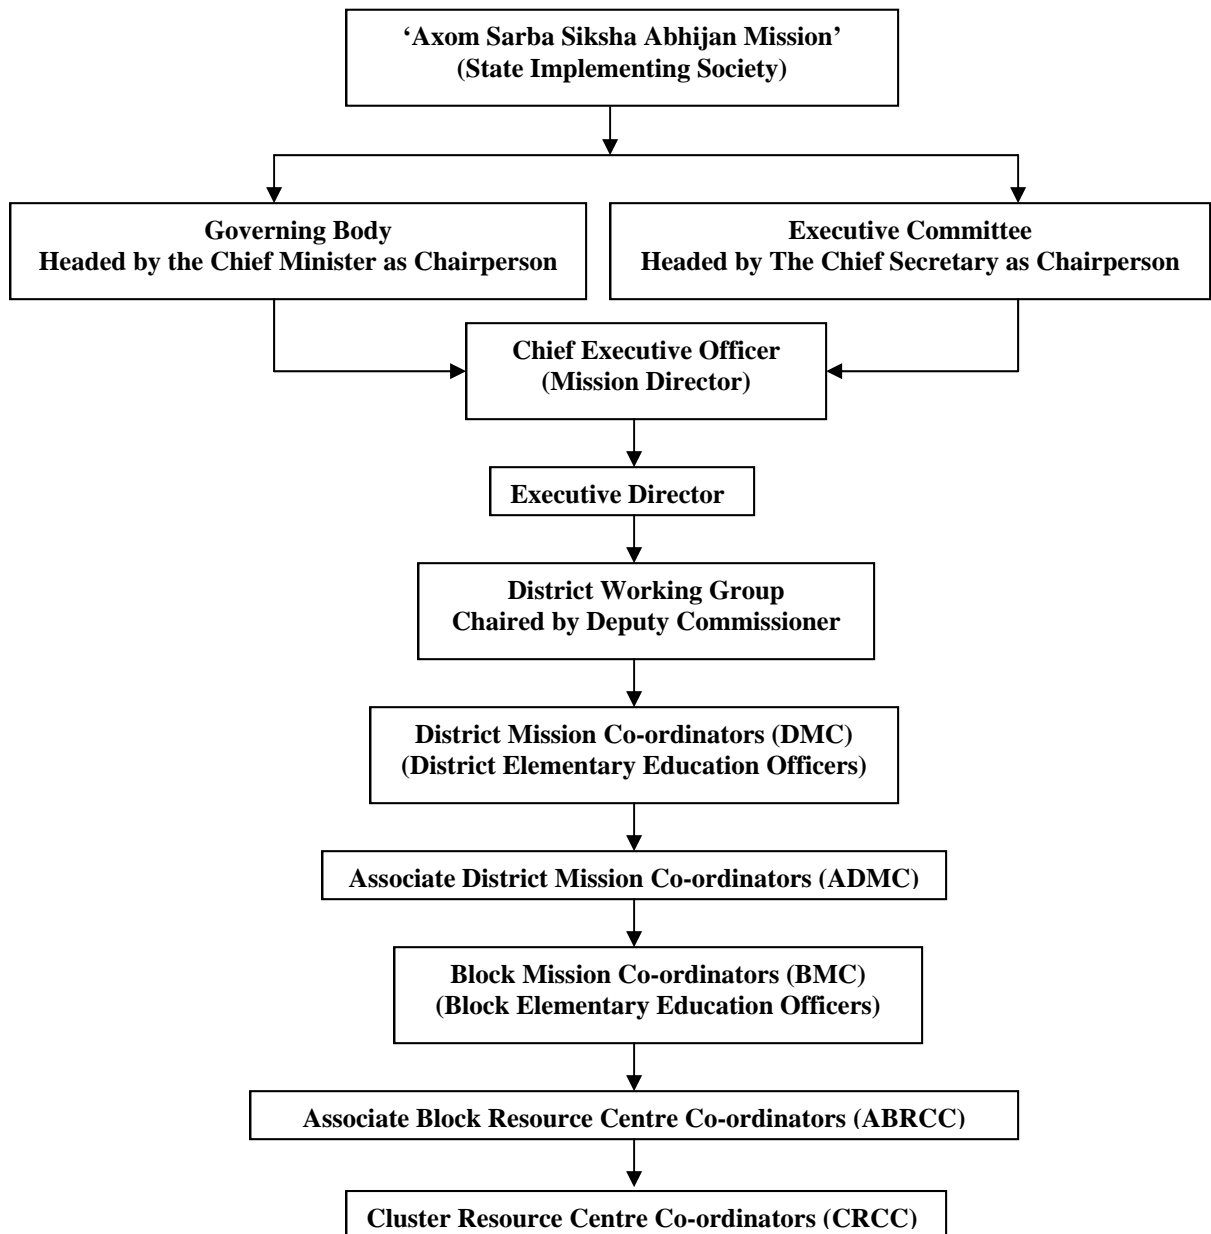 ‘Axom Sarba Siksha Abhijan Mission’
(State Implementing Society)
Governing Body
Headed by the Chief Minister as Chairperson
Executive Committee
Headed by The Chief Secretary as Chairperson
Chief Executive Officer
(Mission Director)
Executive Director
District Working Group
Chaired by Deputy Commissioner
District Mission Co-ordinators (DMC)
(District Elementary Education Officers)
Associate District Mission Co-ordinators (ADMC)
Block Mission Co-ordinators (BMC)
(Block Elementary Education Officers)
Associate Block Resource Centre Co-ordinators (ABRCC)
Cluster Resource Centre Co-ordinators (CRCC)